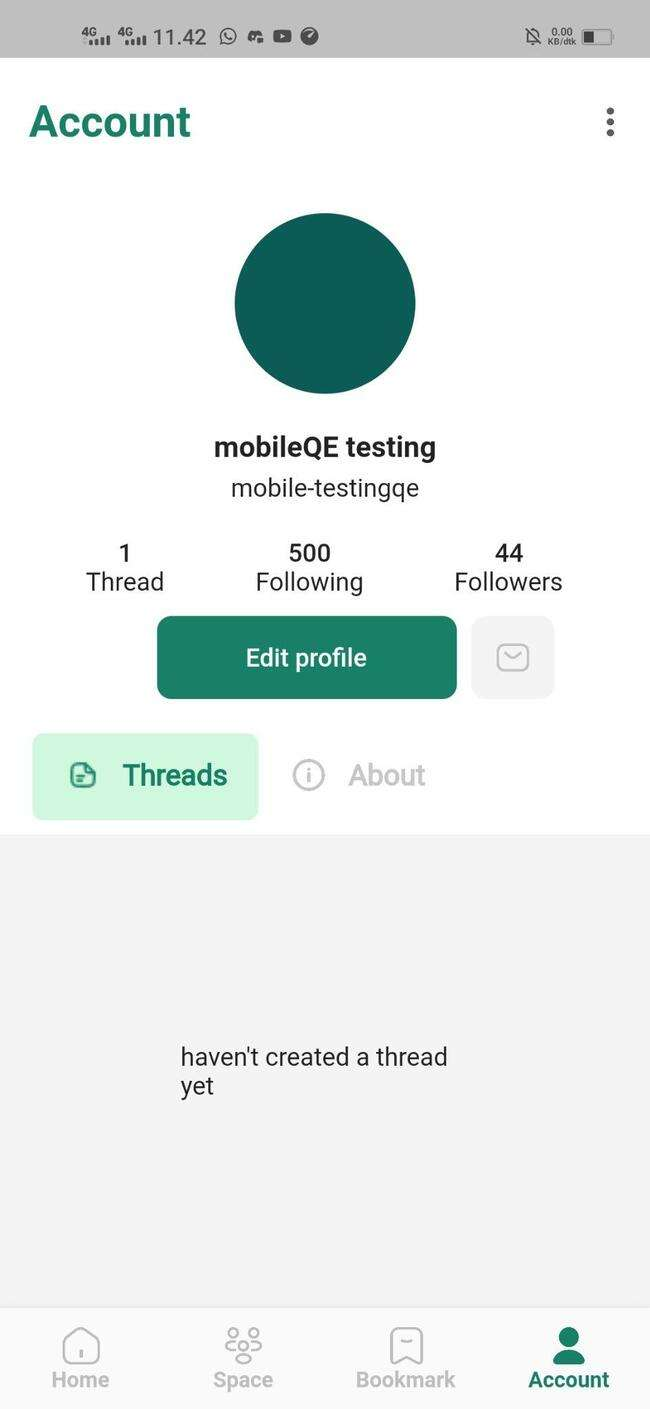 4G 4G 11.42 0.00 KB/dtk
Account
mobileQE testing
mobile-testingqe
1 500 44
Thread Following Followers
Edit profile
Threads About
haven't created a thread
yet
Home Space Bookmark Account